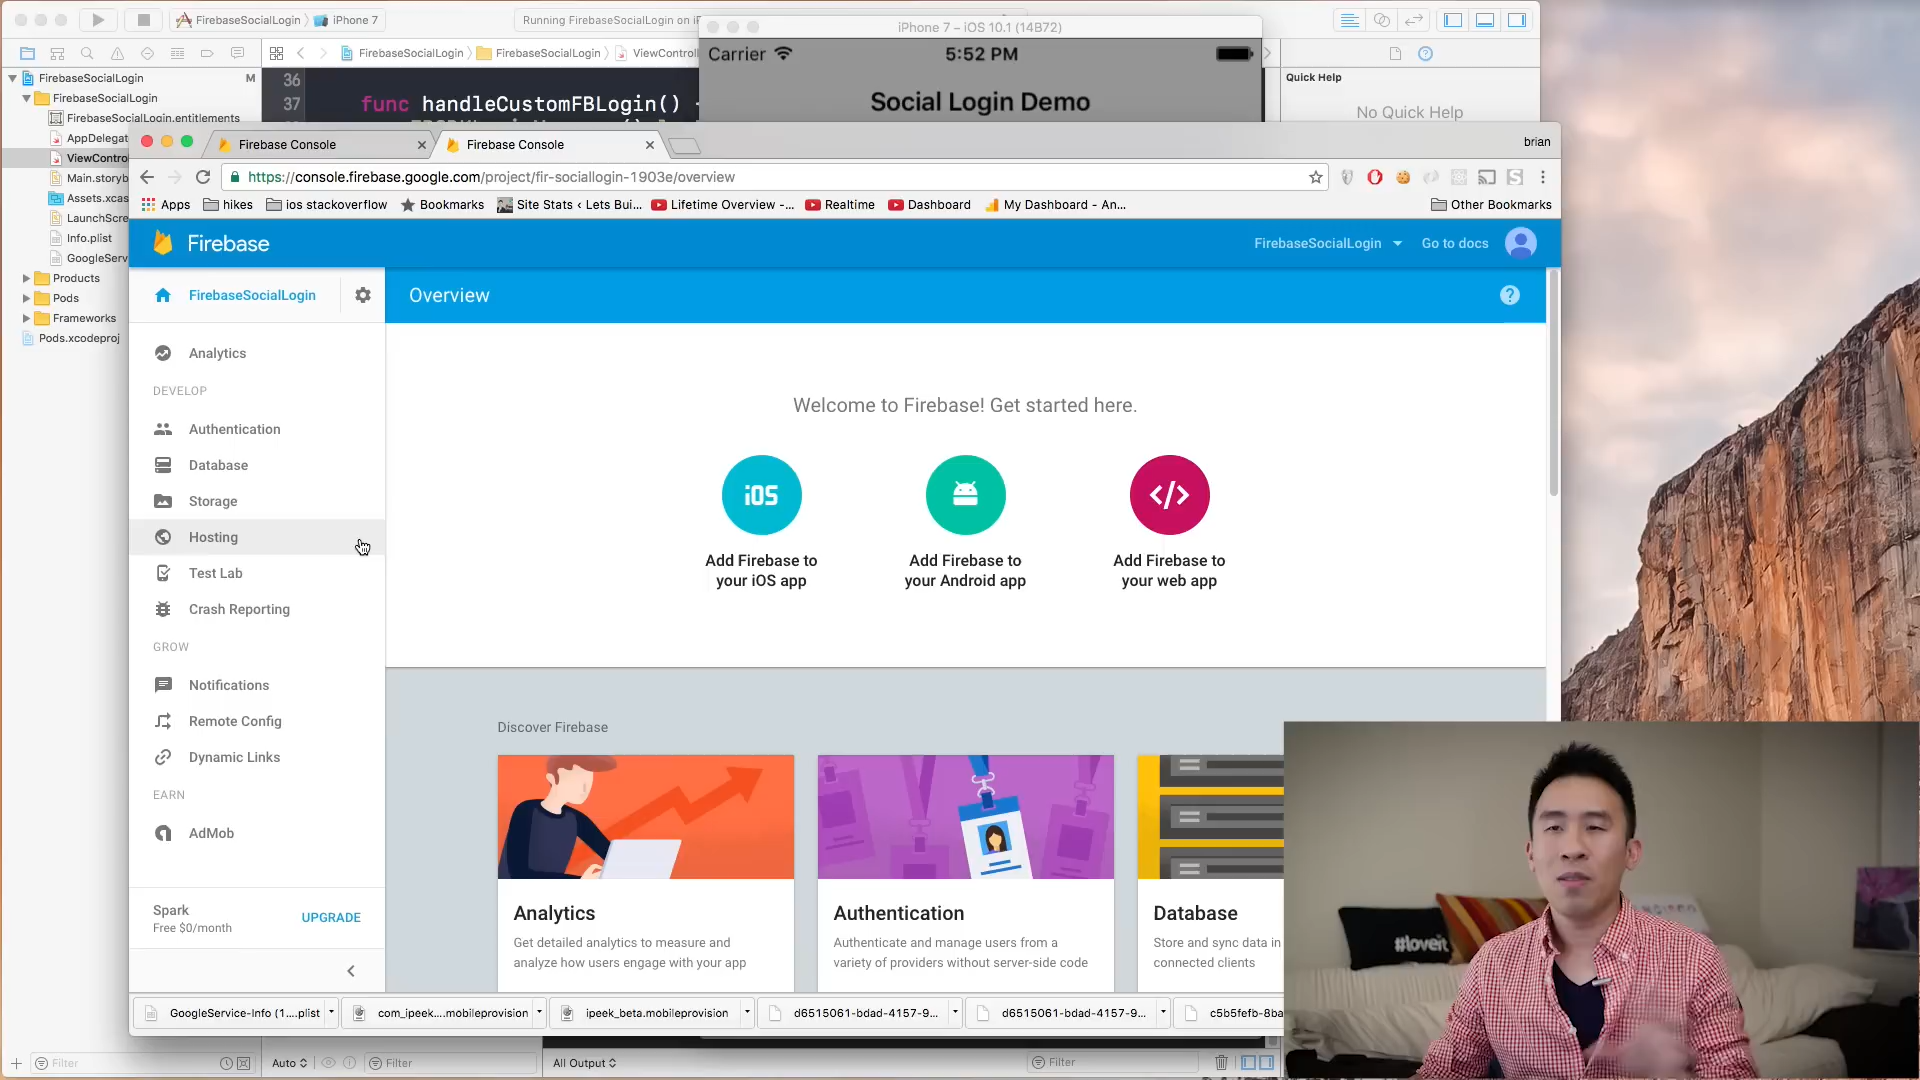 FirebaseSocialLogin
iPhone 7
Running FirebaseSocialLogin on
iPhone 7 – iOS 10.1 (14B72)
FirebaseSocialLogin
FirebaseSocialLogin
ViewControl
Carrier
5:52 PM
Social Login Demo
Quick Help
No Quick Help
36
37
func handleCustomFBLogin()
FirebaseSocialLogin
M
FirebaseSocialLogin
FirebaseSocialLogin.entitlements
AppDelegat
ViewContro
Main.storyb
Assets.xcas
LaunchScre
Info.plist
GoogleServ
Products
Pods
Frameworks
Pods.xcodeproj
Firebase Console
Firebase Console
brian
https://console.firebase.google.com/project/fir-sociallogin-1903e/overview
Apps
hikes
ios stackoverflow
Bookmarks
Site Stats ‹ Lets Bui...
Lifetime Overview -...
Realtime
Dashboard
My Dashboard - An...
Other Bookmarks
Firebase
FirebaseSocialLogin
Go to docs
FirebaseSocialLogin
Overview
Analytics
DEVELOP
Authentication
Database
Storage
Hosting
Test Lab
Crash Reporting
GROW
Notifications
Remote Config
Dynamic Links
EARN
AdMob
Spark
Free $0/month
UPGRADE
Welcome to Firebase! Get started here.
iOS
Add Firebase to
your iOS app
Add Firebase to
your Android app
</>
Add Firebase to
your web app
Discover Firebase
Analytics
Get detailed analytics to measure and
analyze how users engage with your app
Authentication
Authenticate and manage users from a
variety of providers without server-side code
Database
Store and sync data in
connected clients
#loveit
GoogleService-Info (1....plist
com_ipeek....mobileprovision
ipeek_beta.mobileprovision
d6515061-bdad-4157-9...
d6515061-bdad-4157-9...
c5b5fefb-8ba
Filter
Auto
Filter
All Output
Filter